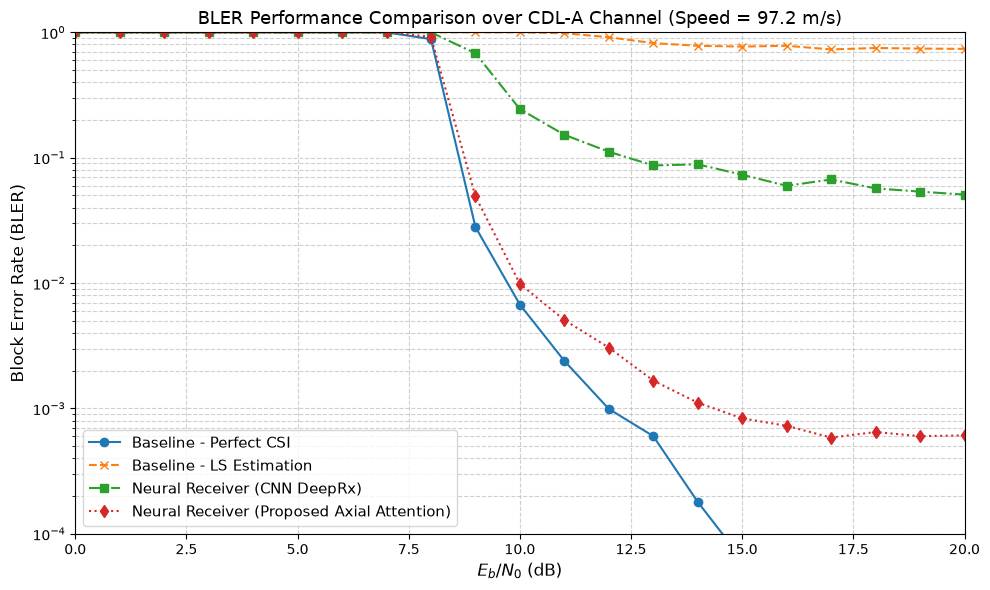 BLER Performance Comparison over CDL-A Channel (Speed = 97.2 m/s)
Block Error Rate (BLER)
10⁰
10⁻¹
10⁻²
10⁻³
10⁻⁴
Baseline - Perfect CSI
Baseline - LS Estimation
Neural Receiver (CNN DeepRx)
Neural Receiver (Proposed Axial Attention)
0.0 2.5 5.0 7.5 10.0 12.5 15.0 17.5 20.0
E_b/N_0 (dB)